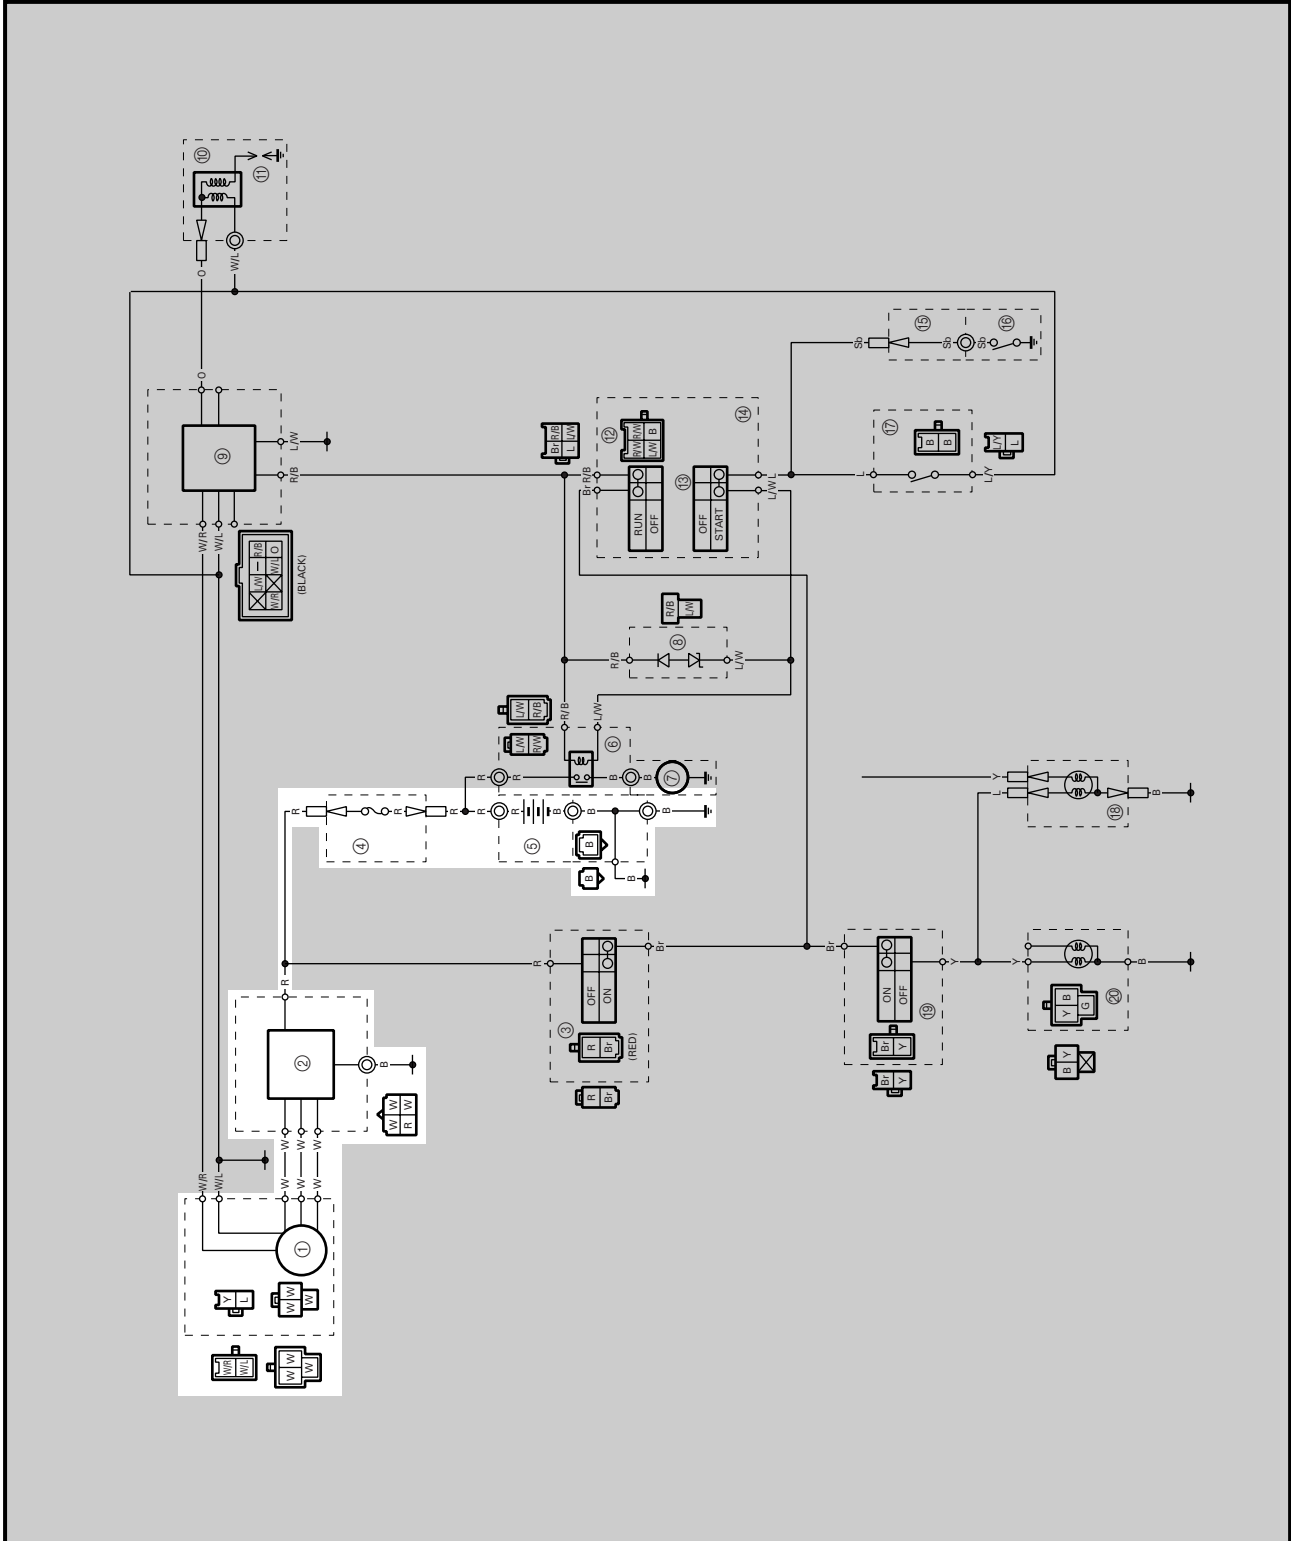 ⑩
⑪
O
W/L
O
⑨
L/W
R/B
W/R
W/L
L/W
—
R/B
W/R
W/L
O
(BLACK)
Sb
⑮
Sb
Sb
⑯
Br R/B
L L/W
⑫
R/W R/W
L/W B
⑭
Br R/B
RUN
OFF
⑬
OFF
START
L
L/W
⑰
B
B
L/Y
L
L
L/Y
R/B
L/W
⑧
R/B
L/W
L/W
R/B
L/W
R/W
R/B
L/W
⑥
R
R
B
B
⑦
R
R
R
④
R
R
B
B
B
⑤
B
B
B
Y
L
⑱
B
R
R
Br
OFF
ON
③
R
Br
(RED)
R
Br
Br
ON
OFF
⑲
Br
Y
Br
Y
Y
Y
B
Y B
G
⑳
B Y
②
B
W W
R W
W
W
W
W/R
W/L
W
W
W
①
Y
L
W W
W
W/R
W/L
W W
W